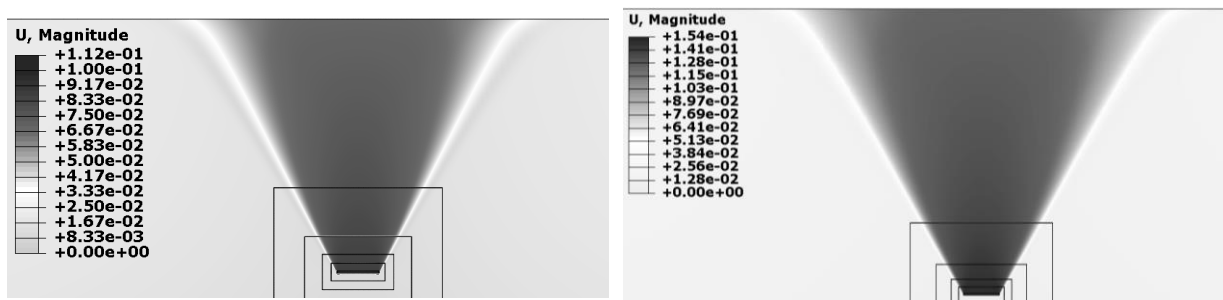 U, Magnitude
+1.12e-01
+1.00e-01
+9.17e-02
+8.33e-02
+7.50e-02
+6.67e-02
+5.83e-02
+5.00e-02
+4.17e-02
+3.33e-02
+2.50e-02
+1.67e-02
+8.33e-03
+0.00e+00
U, Magnitude
+1.54e-01
+1.41e-01
+1.28e-01
+1.15e-01
+1.03e-01
+8.97e-02
+7.69e-02
+6.41e-02
+5.13e-02
+3.84e-02
+2.56e-02
+1.28e-02
+0.00e+00